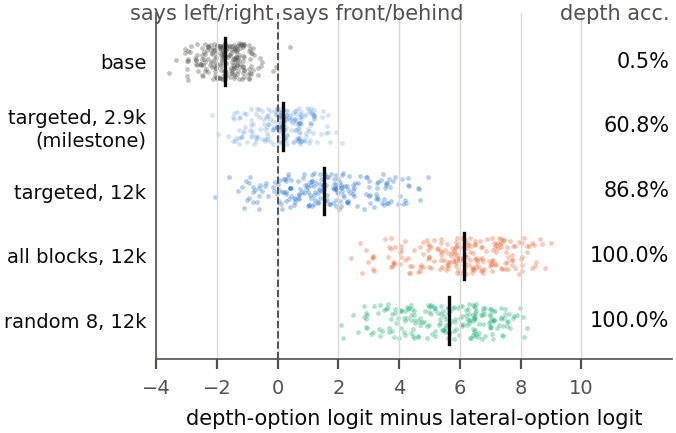 says left/right says front/behind depth acc.
base 0.5%
targeted, 2.9k
(milestone) 60.8%
targeted, 12k 86.8%
all blocks, 12k 100.0%
random 8, 12k 100.0%
−4 −2 0 2 4 6 8 10
depth-option logit minus lateral-option logit